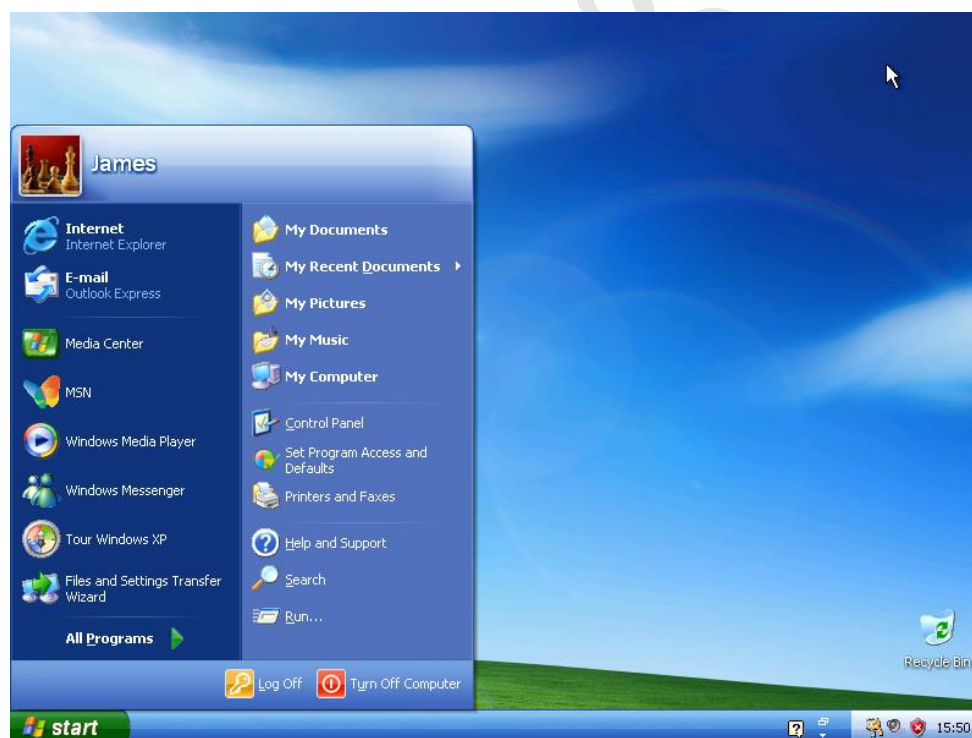 James
Internet
Internet Explorer
E-mail
Outlook Express
Media Center
MSN
Windows Media Player
Windows Messenger
Tour Windows XP
Files and Settings Transfer
Wizard
All Programs
My Documents
My Recent Documents
My Pictures
My Music
My Computer
Control Panel
Set Program Access and
Defaults
Printers and Faxes
Help and Support
Search
Run...
Log Off
Turn Off Computer
Recycle Bin
start
15:50